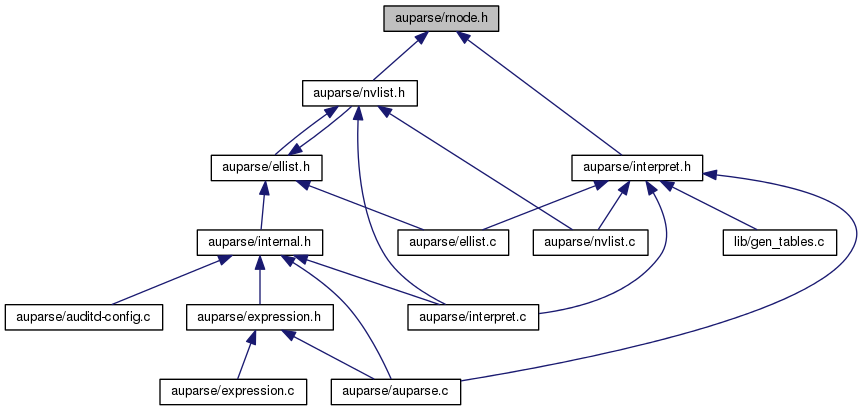 auparse/rnode.h
auparse/nvlist.h
auparse/ellist.h
auparse/interpret.h
auparse/internal.h
auparse/ellist.c
auparse/nvlist.c
lib/gen_tables.c
auparse/auditd-config.c
auparse/expression.h
auparse/interpret.c
auparse/expression.c
auparse/auparse.c